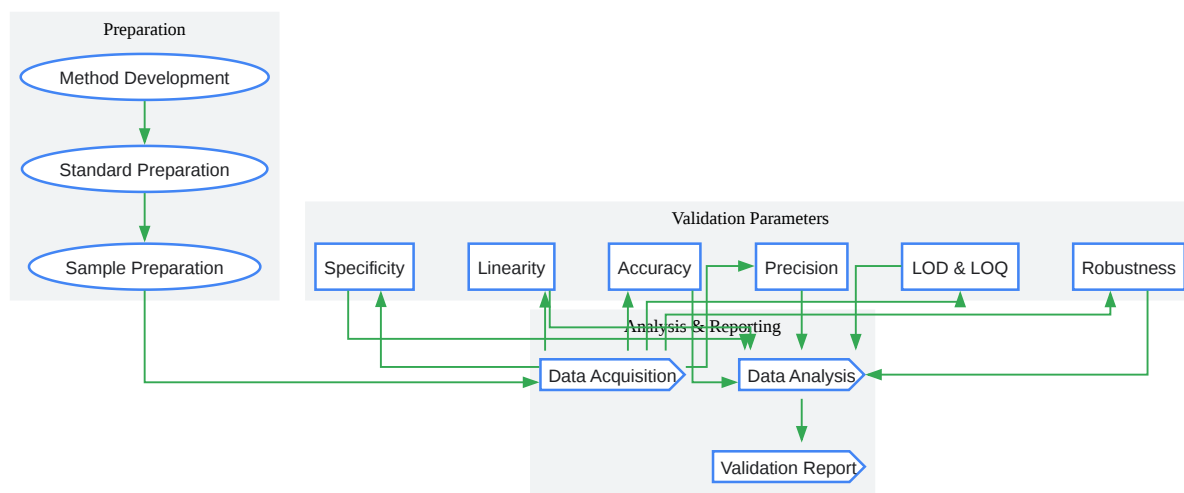 Preparation
Method Development
Standard Preparation
Sample Preparation
Validation Parameters
Specificity
Linearity
Accuracy
Precision
LOD & LOQ
Robustness
Analysis & Reporting
Data Acquisition
Data Analysis
Validation Report